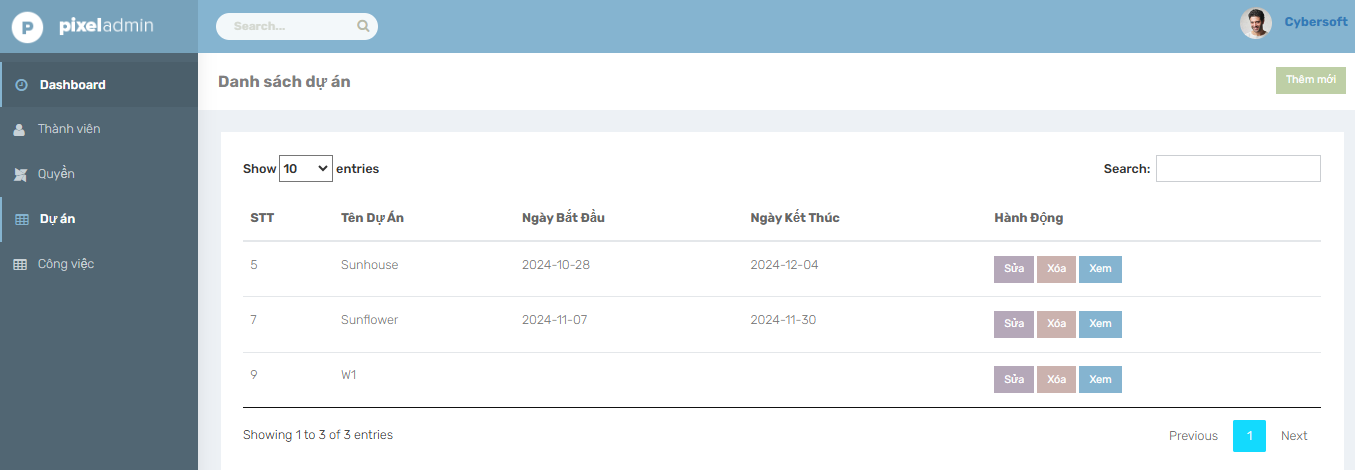 P pixeladmin
Search...
Cybersoft
Dashboard
Thành viên
Quyền
Dự án
Công việc
Danh sách dự án
Thêm mới
Show 10 entries
Search:
STT Tên Dự Án Ngày Bắt Đầu Ngày Kết Thúc Hành Động
5 Sunhouse 2024-10-28 2024-12-04 Sửa Xóa Xem
7 Sunflower 2024-11-07 2024-11-30 Sửa Xóa Xem
9 W1 Sửa Xóa Xem
Showing 1 to 3 of 3 entries
Previous 1 Next